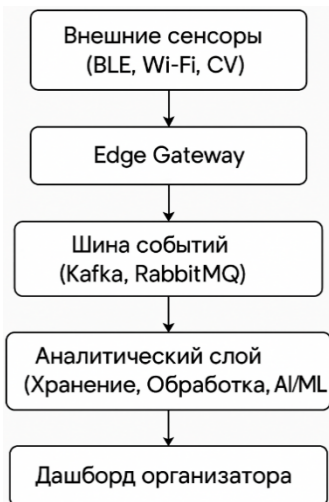 Внешние сенсоры
(BLE, Wi-Fi, CV)
Edge Gateway
Шина событий
(Kafka, RabbitMQ)
Аналитический слой
(Хранение, Обработка, AI/ML
Дашборд организатора